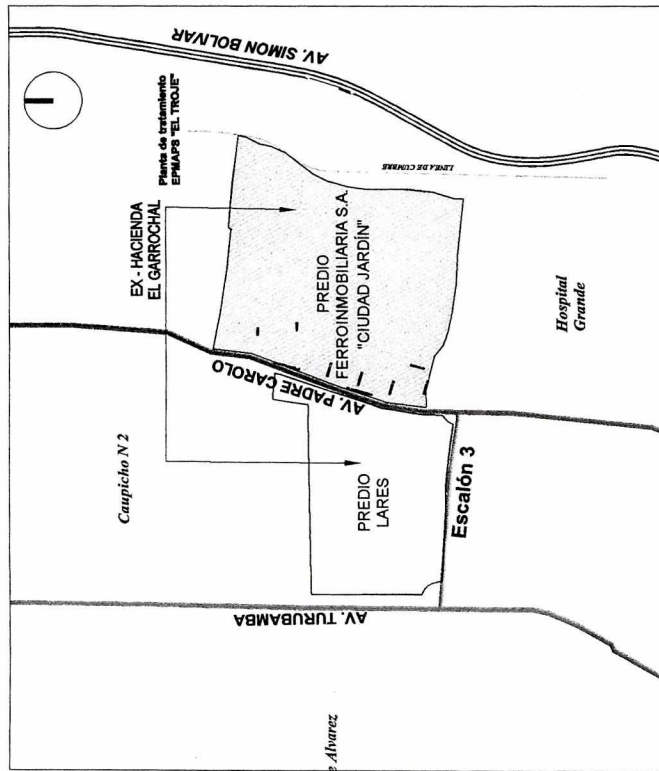 AV. SIMON BOLIVAR
Planta de tratamiento
EPMAPS "EL TROJE"
LINEA DE CUMBRE
EX - HACIENDA
EL GARROCHAL
PREDIO
FERROINMOBILIARIA S.A.
"CIUDAD JARDÍN"
Hospital
Grande
AV. PADRE CAROLO
Caupicho N 2
PREDIO
LARES
Escalón 3
AV. TURUBAMBA
e Alvarez